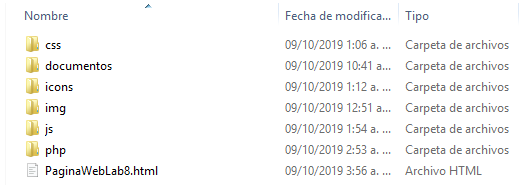 Nombre Fecha de modifica... Tipo
css 09/10/2019 1:06 a. ... Carpeta de archivos
documentos 09/10/2019 10:41 a... Carpeta de archivos
icons 09/10/2019 1:12 a. ... Carpeta de archivos
img 09/10/2019 12:51 a... Carpeta de archivos
js 09/10/2019 1:54 a. ... Carpeta de archivos
php 09/10/2019 2:53 a. ... Carpeta de archivos
PaginaWebLab8.html 09/10/2019 3:56 a. ... Archivo HTML